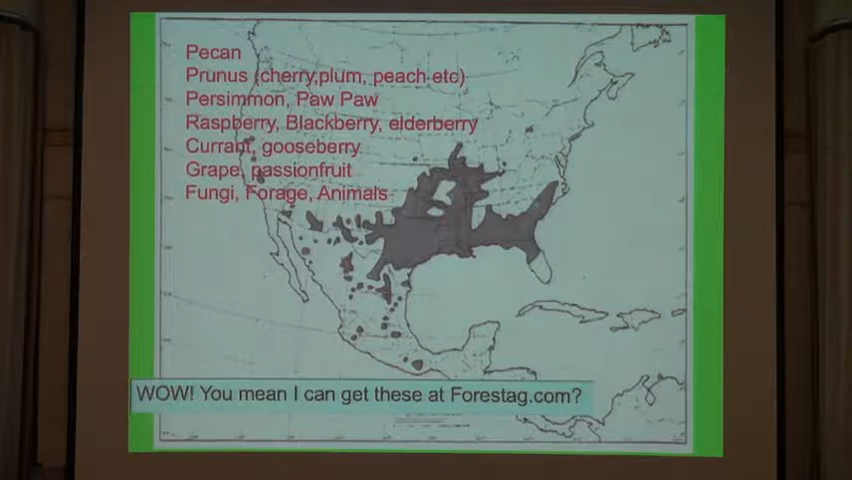 Pecan
Prunus (cherry,plum, peach etc)
Persimmon, Paw Paw
Raspberry, Blackberry, elderberry
Currant, gooseberry
Grape, passionfruit
Fungi, Forage, Animals
WOW! You mean I can get these at Forestag.com?